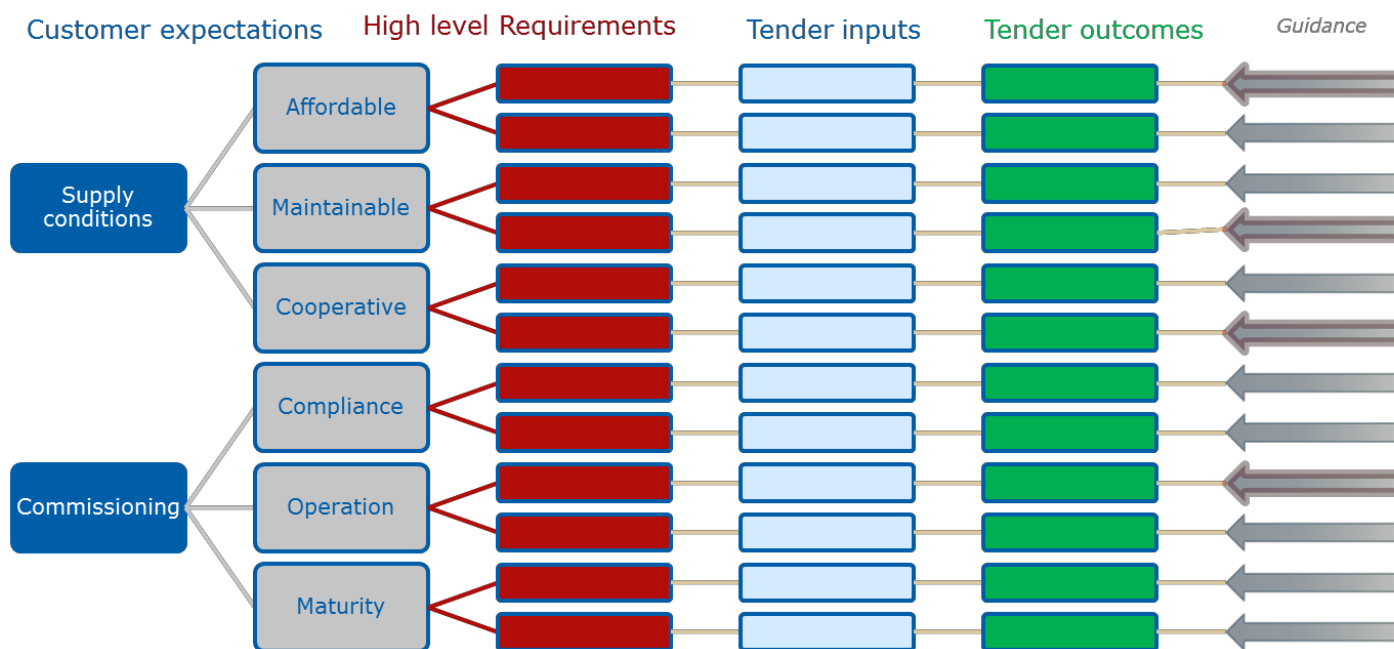 Customer expectations
High level Requirements
Tender inputs
Tender outcomes
Guidance
Affordable
Supply
conditions
Maintainable
Cooperative
Compliance
Commissioning
Operation
Maturity